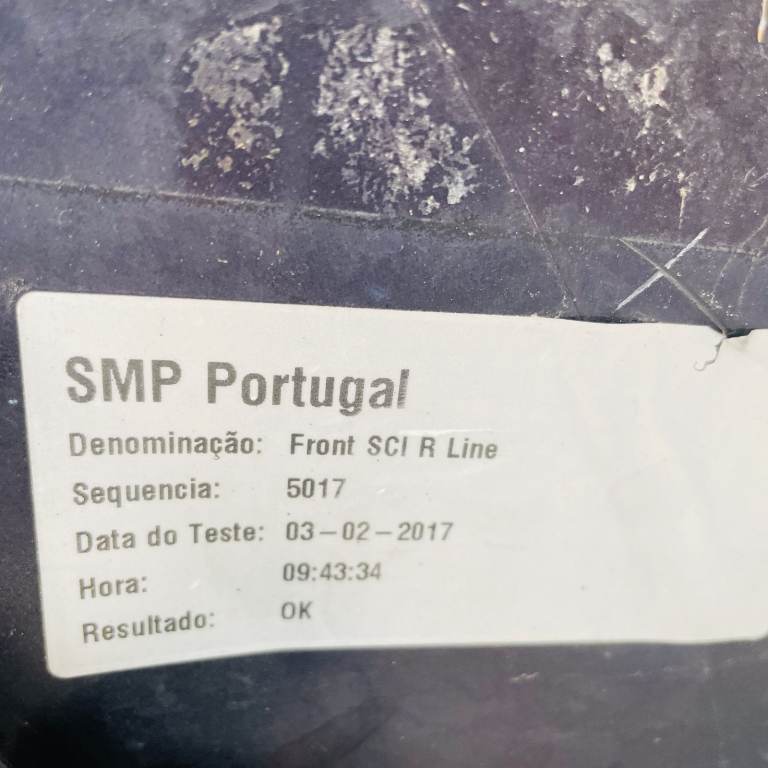 SMP Portugal
Denominação: Front SCI R Line
Sequencia: 5017
Data do Teste: 03-02-2017
Hora: 09:43:34
Resultado: OK